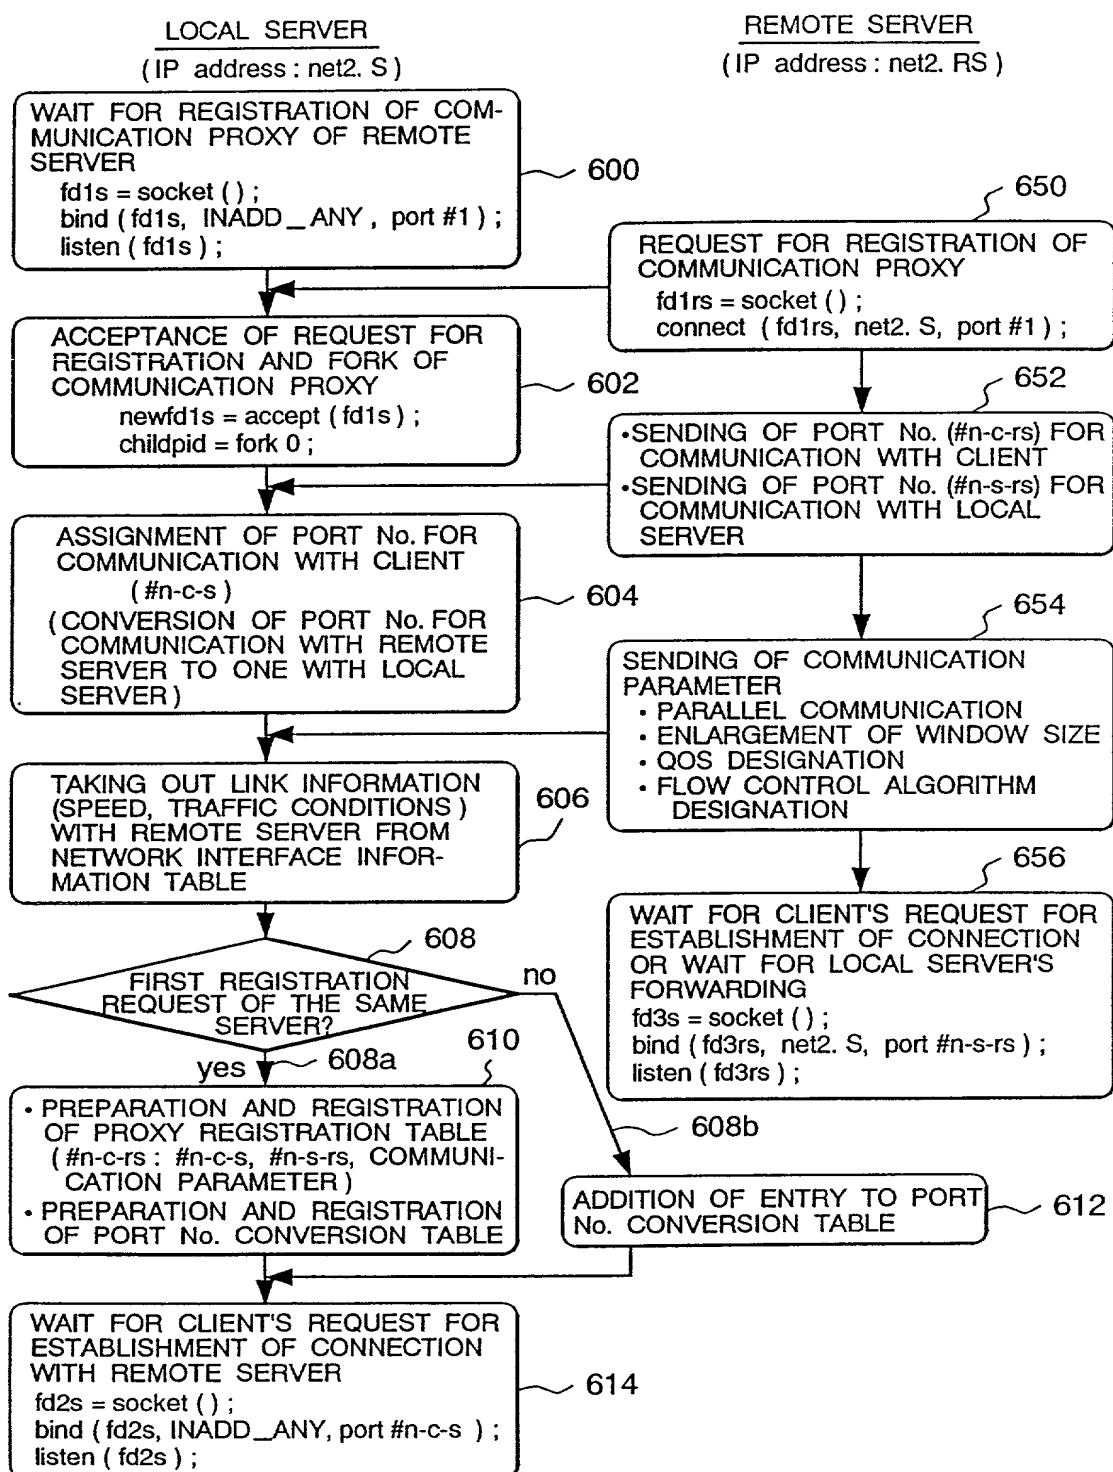 LOCAL SERVER
( IP address : net2. S )
WAIT FOR REGISTRATION OF COM-
MUNICATION PROXY OF REMOTE
SERVER
fd1s = socket ( ) ;
bind ( fd1s, INADD_ANY , port #1 ) ;
listen ( fd1s ) ;
600
ACCEPTANCE OF REQUEST FOR
REGISTRATION AND FORK OF
COMMUNICATION PROXY
newfd1s = accept ( fd1s ) ;
childpid = fork 0 ;
602
ASSIGNMENT OF PORT No. FOR
COMMUNICATION WITH CLIENT
( #n-c-s )
( CONVERSION OF PORT No. FOR
COMMUNICATION WITH REMOTE
SERVER TO ONE WITH LOCAL
SERVER )
604
TAKING OUT LINK INFORMATION
(SPEED, TRAFFIC CONDITIONS )
WITH REMOTE SERVER FROM
NETWORK INTERFACE INFOR-
MATION TABLE
606
608
FIRST REGISTRATION
REQUEST OF THE SAME
SERVER?
no
yes
608a
610
• PREPARATION AND REGISTRATION
OF PROXY REGISTRATION TABLE
( #n-c-rs : #n-c-s, #n-s-rs, COMMUNI-
CATION PARAMETER )
• PREPARATION AND REGISTRATION
OF PORT No. CONVERSION TABLE
608b
ADDITION OF ENTRY TO PORT
No. CONVERSION TABLE
612
WAIT FOR CLIENT'S REQUEST FOR
ESTABLISHMENT OF CONNECTION
WITH REMOTE SERVER
fd2s = socket ( ) ;
bind ( fd2s, INADD_ANY, port #n-c-s ) ;
listen ( fd2s ) ;
614
REMOTE SERVER
( IP address : net2. RS )
650
REQUEST FOR REGISTRATION OF
COMMUNICATION PROXY
fd1rs = socket ( ) ;
connect ( fd1rs, net2. S, port #1 ) ;
652
•SENDING OF PORT No. (#n-c-rs) FOR
COMMUNICATION WITH CLIENT
•SENDING OF PORT No. (#n-s-rs) FOR
COMMUNICATION WITH LOCAL
SERVER
654
SENDING OF COMMUNICATION
PARAMETER
• PARALLEL COMMUNICATION
• ENLARGEMENT OF WINDOW SIZE
• QOS DESIGNATION
• FLOW CONTROL ALGORITHM
DESIGNATION
656
WAIT FOR CLIENT'S REQUEST FOR
ESTABLISHMENT OF CONNECTION
OR WAIT FOR LOCAL SERVER'S
FORWARDING
fd3s = socket ( ) ;
bind ( fd3rs, net2. S, port #n-s-rs ) ;
listen ( fd3rs ) ;